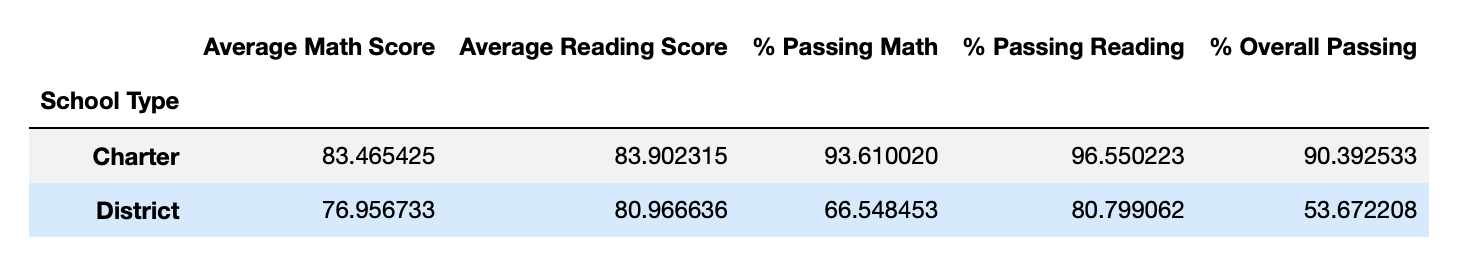 Average Math Score Average Reading Score % Passing Math % Passing Reading % Overall Passing
School Type
Charter 83.465425 83.902315 93.610020 96.550223 90.392533
District 76.956733 80.966636 66.548453 80.799062 53.672208